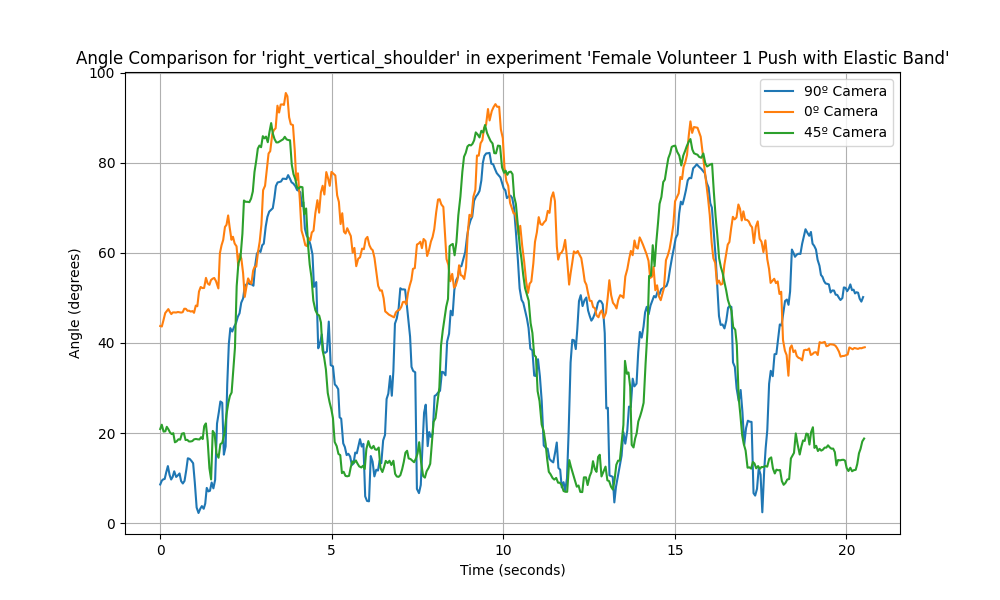 Angle Comparison for 'right_vertical_shoulder' in experiment 'Female Volunteer 1 Push with Elastic Band'
90º Camera
0º Camera
45º Camera
100
80
60
40
20
0
Angle (degrees)
0 5 10 15 20
Time (seconds)